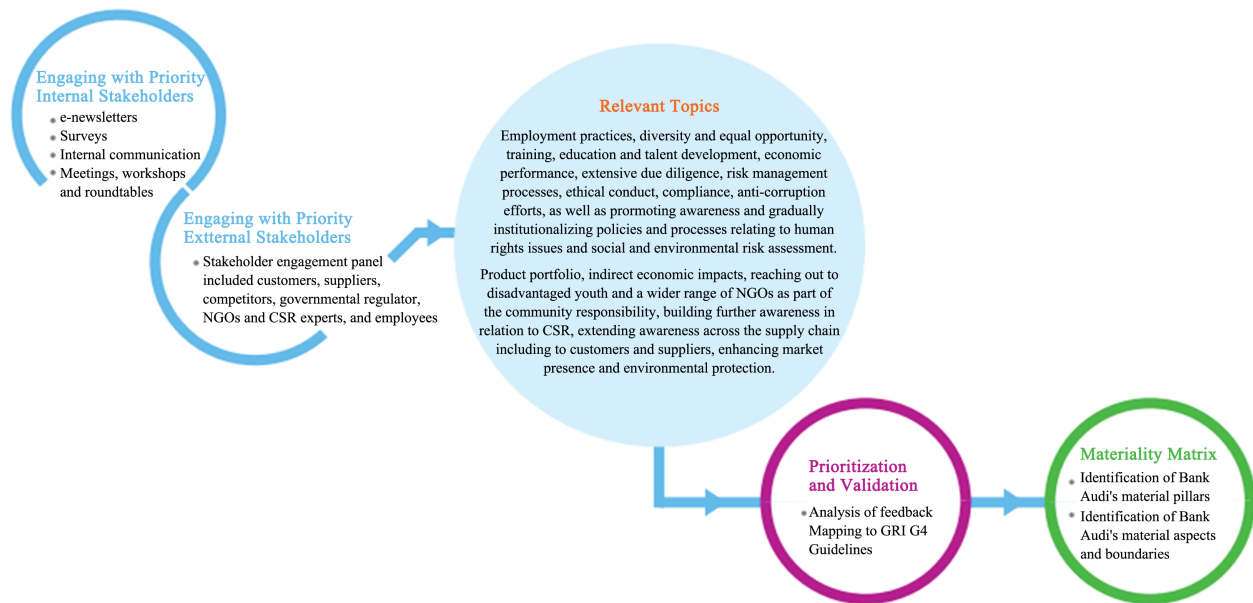 Engaging with Priority
Internal Stakeholders
e-newsletters
Surveys
Internal communication
Meetings, workshops
and roundtables
Engaging with Priority
Extternal Stakeholders
Stakeholder engagement panel
included customers, suppliers,
competitors, governmental regulator,
NGOs and CSR experts, and employees
Relevant Topics
Employment practices, diversity and equal opportunity,
training, education and talent development, economic
performance, extensive due diligence, risk management
processes, ethical conduct, compliance, anti-corruption
efforts, as well as promoting awareness and gradually
institutionalizing policies and processes relating to human
rights issues and social and environmental risk assessment.
Product portfolio, indirect economic impacts, reaching out to
disadvantaged youth and a wider range of NGOs as part of
the community responsibility, building further awareness in
relation to CSR, extending awareness across the supply chain
including to customers and suppliers, enhancing market
presence and environmental protection.
Prioritization
and Validation
Analysis of feedback
Mapping to GRI G4
Guidelines
Materiality Matrix
Identification of Bank
Audi's material pillars
Identification of Bank
Audi's material aspects
and boundaries